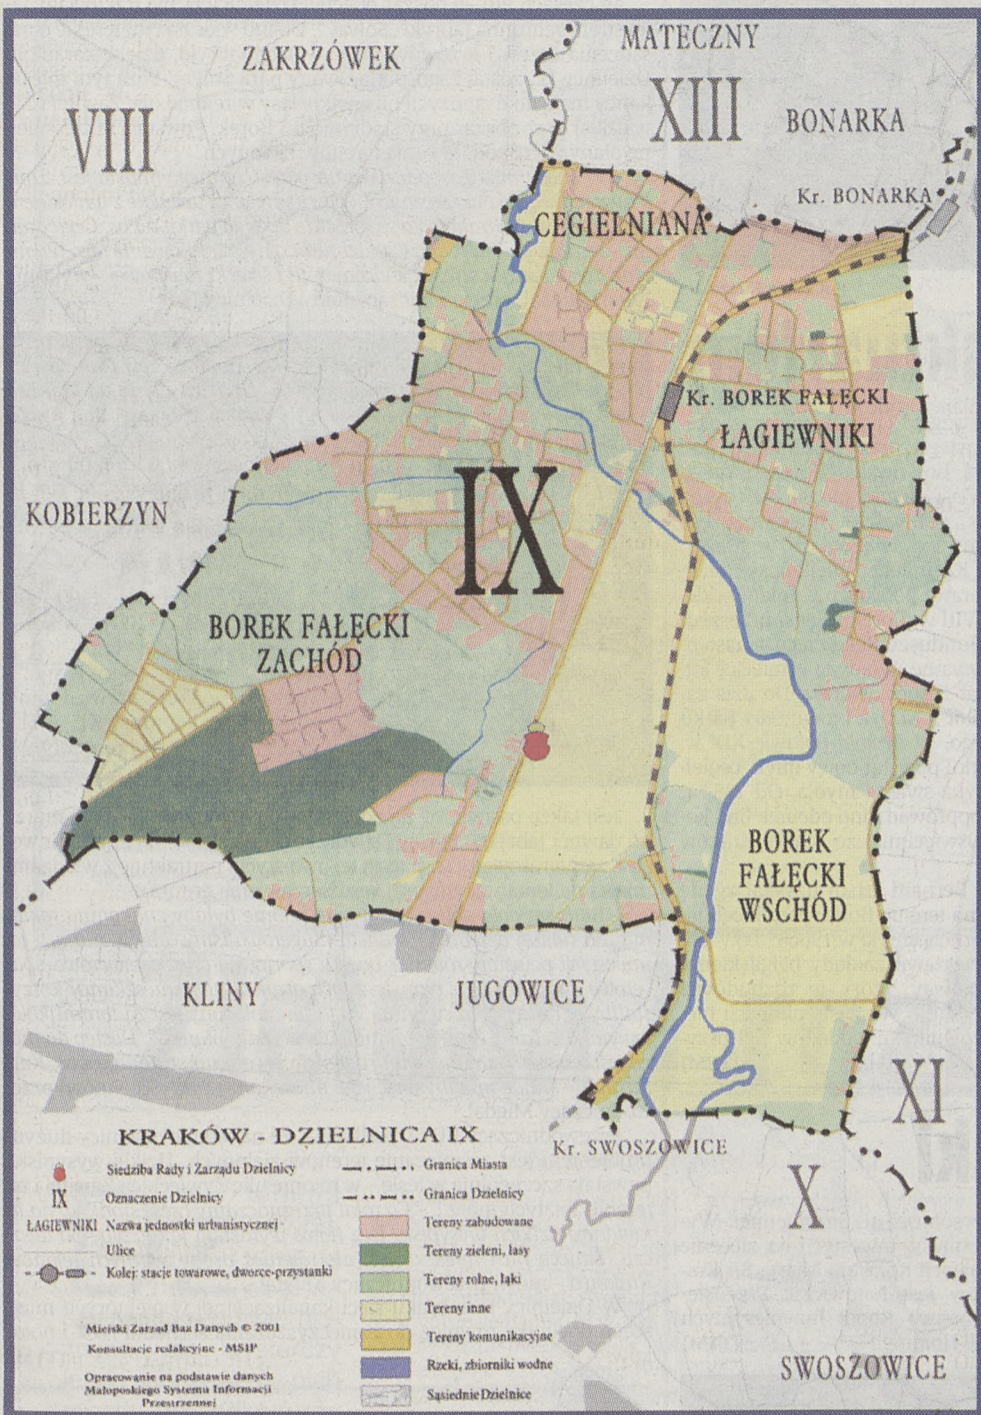 ZAKRZÓWEK
MATECZNY
VIII
XIII
BONARKA
Kr. BONARKA
CEGIELNIANA
Kr. BOREK FAŁĘCKI
ŁAGIEWNIKI
IX
KOBIERZYN
BOREK FAŁĘCKI
ZACHÓD
BOREK
FAŁĘCKI
WSCHÓD
KLINY
JUGOWICE
XI
Kr. SWOSZOWICE
X
SWOSZOWICE
KRAKÓW - DZIELNICA IX
Siedziba Rady i Zarządu Dzielnicy
IX Oznaczenie Dzielnicy
ŁAGIEWNIKI Nazwa jednostki urbanistycznej
Ulice
Kolej: stacje towarowe, dworce-przystanki
Miejski Zarząd Baz Danych © 2001
Konsultacje redakcyjne - MSIP
Opracowanie na podstawie danych
Małoposkiego Systemu Informacji
Przestrzennej
Granica Miasta
Granica Dzielnicy
Tereny zabudowane
Tereny zieleni, lasy
Tereny rolne, łąki
Tereny inne
Tereny komunikacyjne
Rzeki, zbiorniki wodne
Sąsiednie Dzielnice